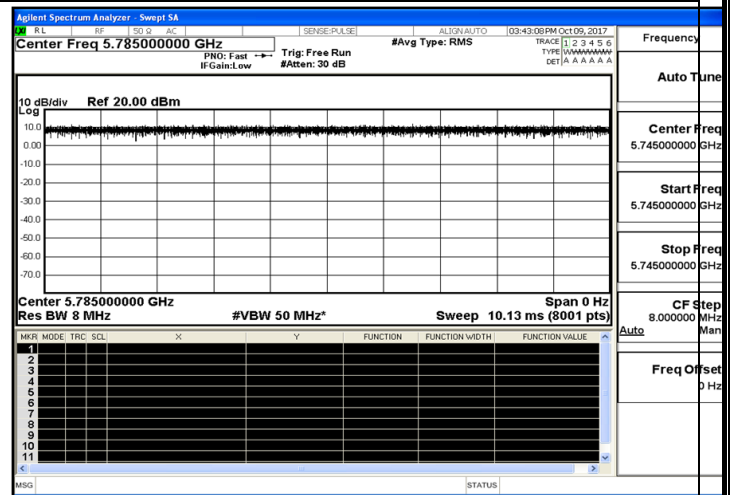 Agilent Spectrum Analyzer - Swept SA
LXI RL RF 50 Ω AC SENSE:PULSE ALIGN AUTO 03:43:08 PM Oct 09, 2017
Center Freq 5.785000000 GHz
PNO: Fast
IFGain:Low
Trig: Free Run
#Atten: 30 dB
#Avg Type: RMS
TRACE 1 2 3 4 5 6
TYPE WWWWWW
DET A A A A A A
10 dB/div Ref 20.00 dBm
Log
10.0
0.00
-10.0
-20.0
-30.0
-40.0
-50.0
-60.0
-70.0
Center 5.785000000 GHz Span 0 Hz
Res BW 8 MHz #VBW 50 MHz* Sweep 10.13 ms (8001 pts)
MKR MODE TRC SCL X Y FUNCTION FUNCTION WIDTH FUNCTION VALUE
1
2
3
4
5
6
7
8
9
10
11
MSG STATUS
Frequency
Auto Tune
Center Freq
5.745000000 GHz
Start Freq
5.745000000 GHz
Stop Freq
5.745000000 GHz
CF Step
8.000000 MHz
Auto Man
Freq Offset
0 Hz